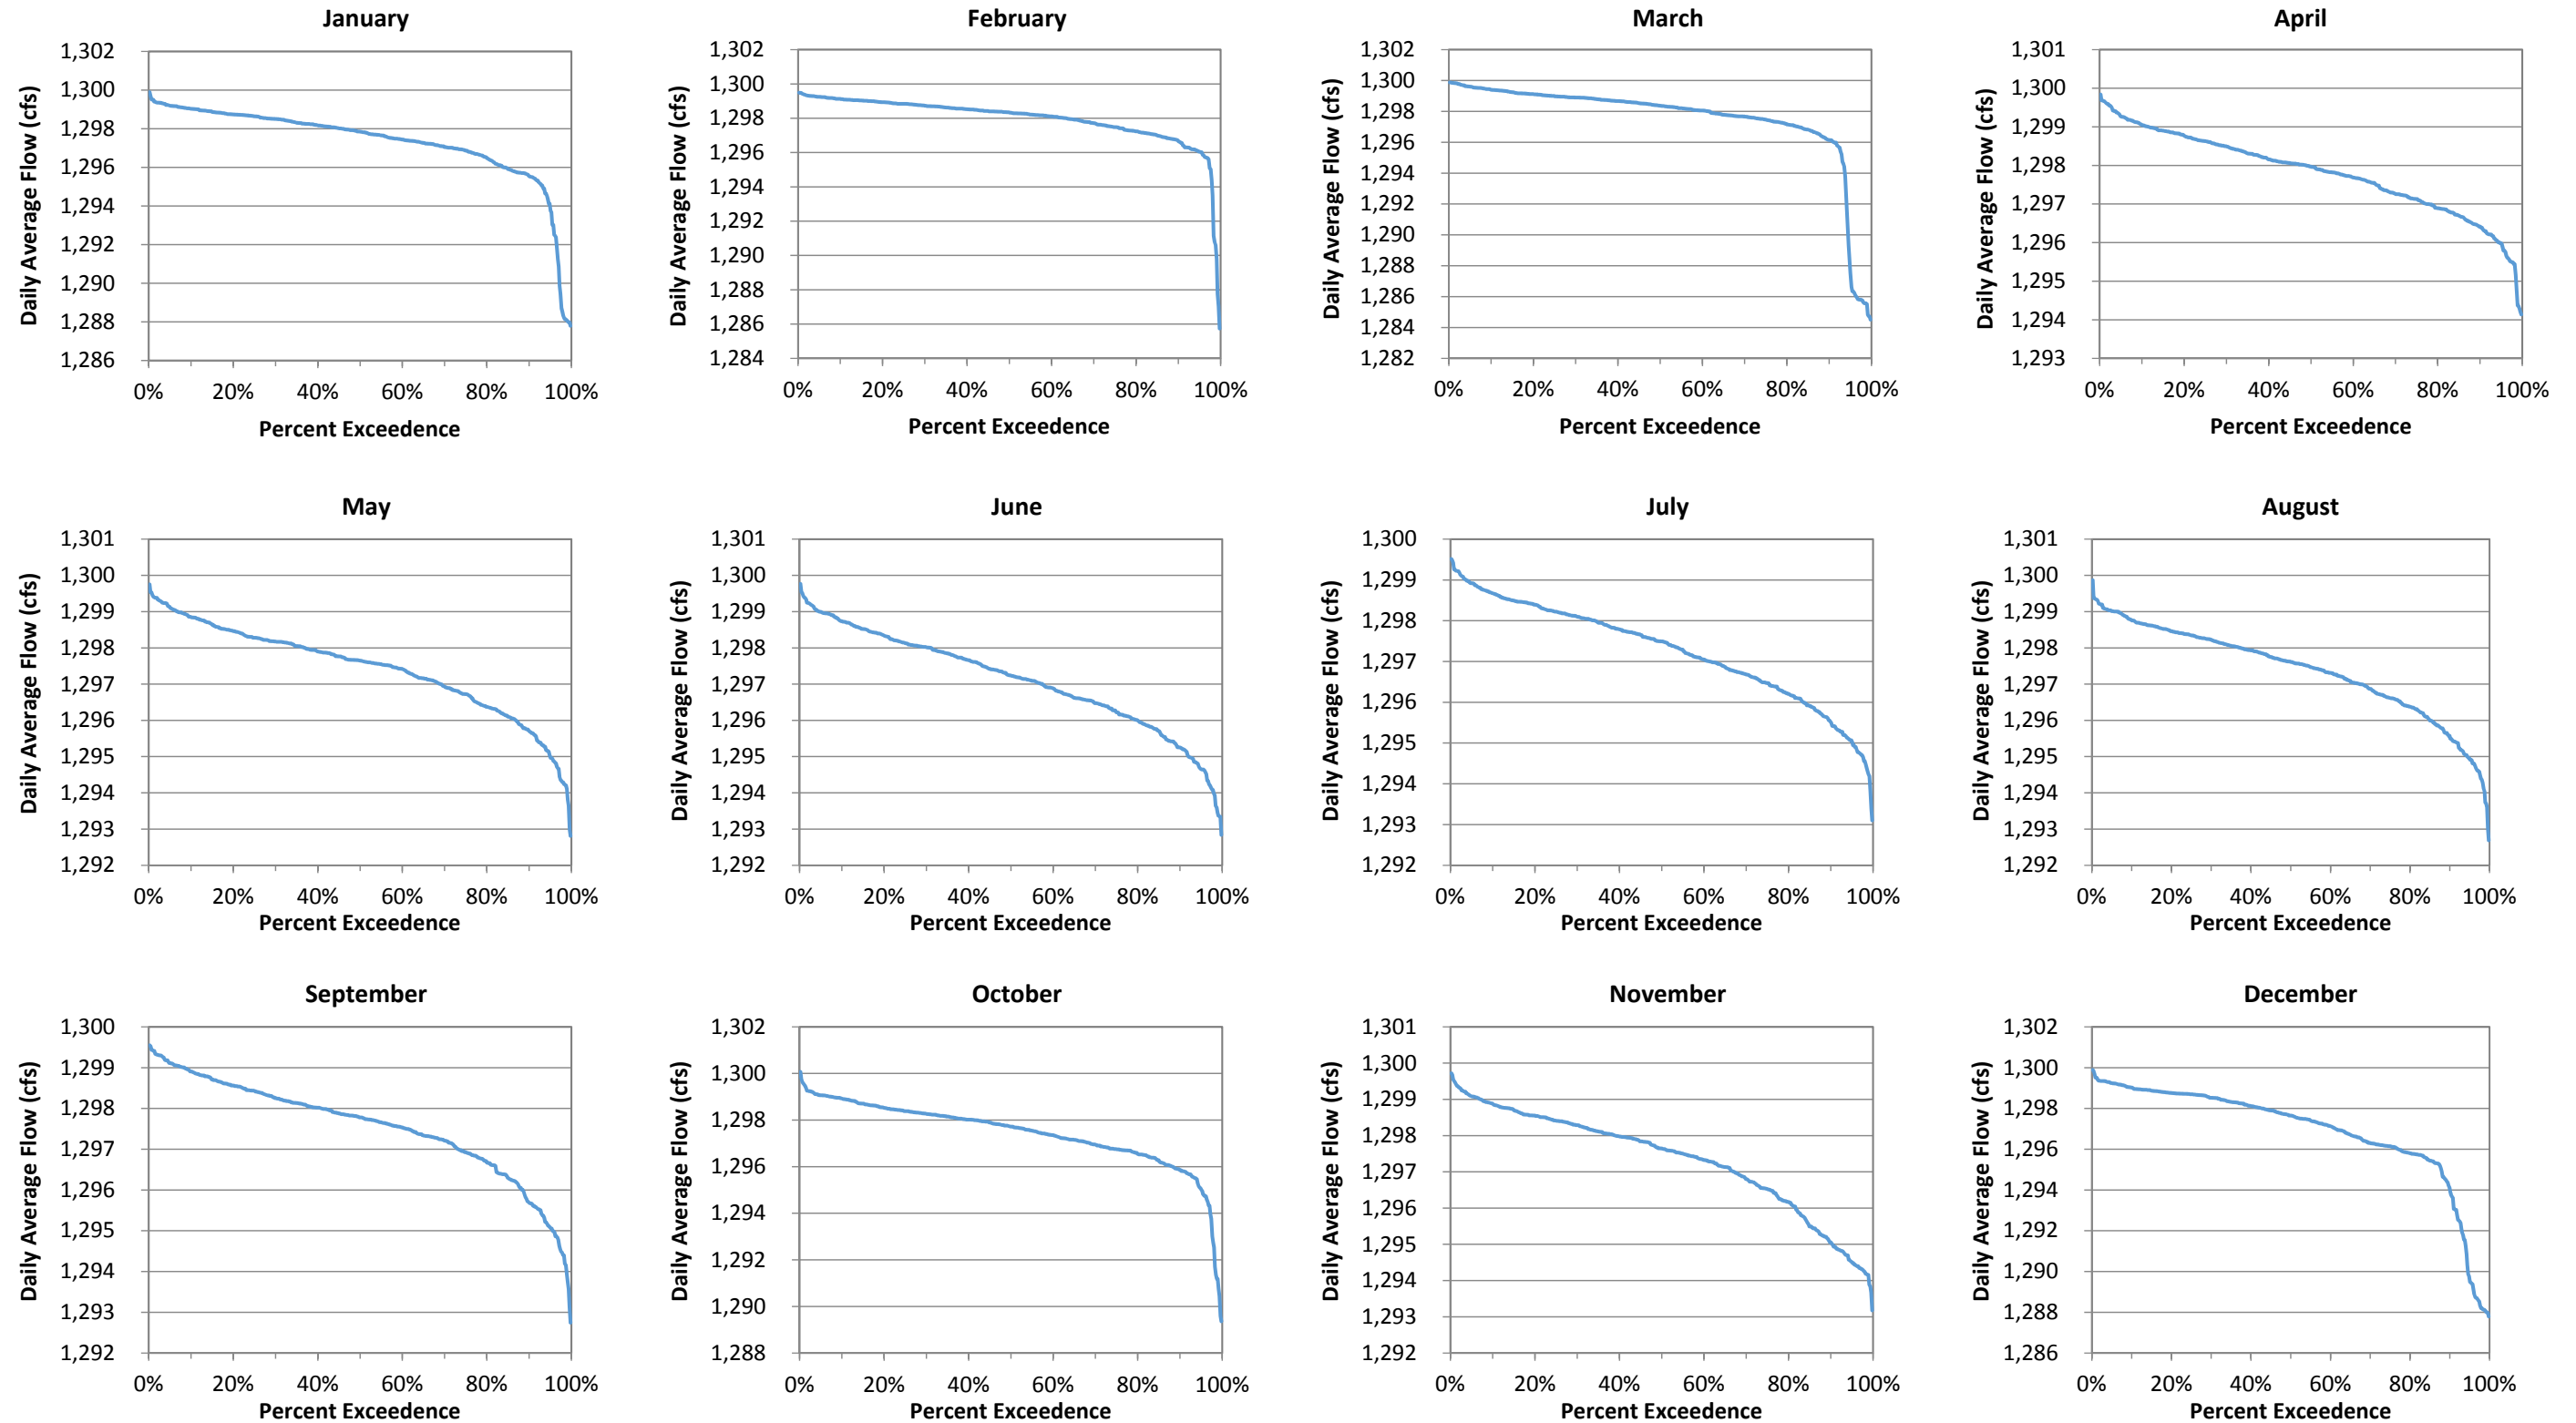 January
1,302
1,300
1,298
1,296
1,294
1,292
1,290
1,288
1,286
Daily Average Flow (cfs)
0% 20% 40% 60% 80% 100%
Percent Exceedence
February
1,302
1,300
1,298
1,296
1,294
1,292
1,290
1,288
1,286
1,284
Daily Average Flow (cfs)
0% 20% 40% 60% 80% 100%
Percent Exceedence
March
1,302
1,300
1,298
1,296
1,294
1,292
1,290
1,288
1,286
1,284
1,282
Daily Average Flow (cfs)
0% 20% 40% 60% 80% 100%
Percent Exceedence
April
1,301
1,300
1,299
1,298
1,297
1,296
1,295
1,294
1,293
Daily Average Flow (cfs)
0% 20% 40% 60% 80% 100%
Percent Exceedence
May
1,301
1,300
1,299
1,298
1,297
1,296
1,295
1,294
1,293
1,292
Daily Average Flow (cfs)
0% 20% 40% 60% 80% 100%
Percent Exceedence
June
1,301
1,300
1,299
1,298
1,297
1,296
1,295
1,294
1,293
1,292
Daily Average Flow (cfs)
0% 20% 40% 60% 80% 100%
Percent Exceedence
July
1,300
1,299
1,298
1,297
1,296
1,295
1,294
1,293
1,292
Daily Average Flow (cfs)
0% 20% 40% 60% 80% 100%
Percent Exceedence
August
1,301
1,300
1,299
1,298
1,297
1,296
1,295
1,294
1,293
1,292
Daily Average Flow (cfs)
0% 20% 40% 60% 80% 100%
Percent Exceedence
September
1,300
1,299
1,298
1,297
1,296
1,295
1,294
1,293
1,292
Daily Average Flow (cfs)
0% 20% 40% 60% 80% 100%
Percent Exceedence
October
1,302
1,300
1,298
1,296
1,294
1,292
1,290
1,288
Daily Average Flow (cfs)
0% 20% 40% 60% 80% 100%
Percent Exceedence
November
1,301
1,300
1,299
1,298
1,297
1,296
1,295
1,294
1,293
1,292
Daily Average Flow (cfs)
0% 20% 40% 60% 80% 100%
Percent Exceedence
December
1,302
1,300
1,298
1,296
1,294
1,292
1,290
1,288
1,286
Daily Average Flow (cfs)
0% 20% 40% 60% 80% 100%
Percent Exceedence